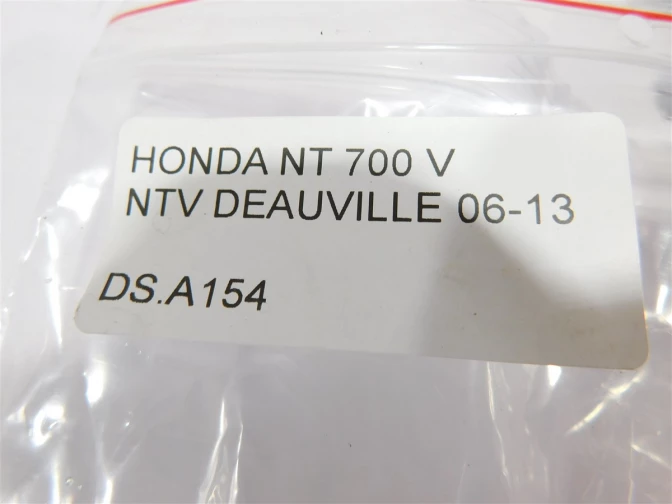 HONDA NT 700 V
NTV DEAUVILLE 06-13
DS.A154